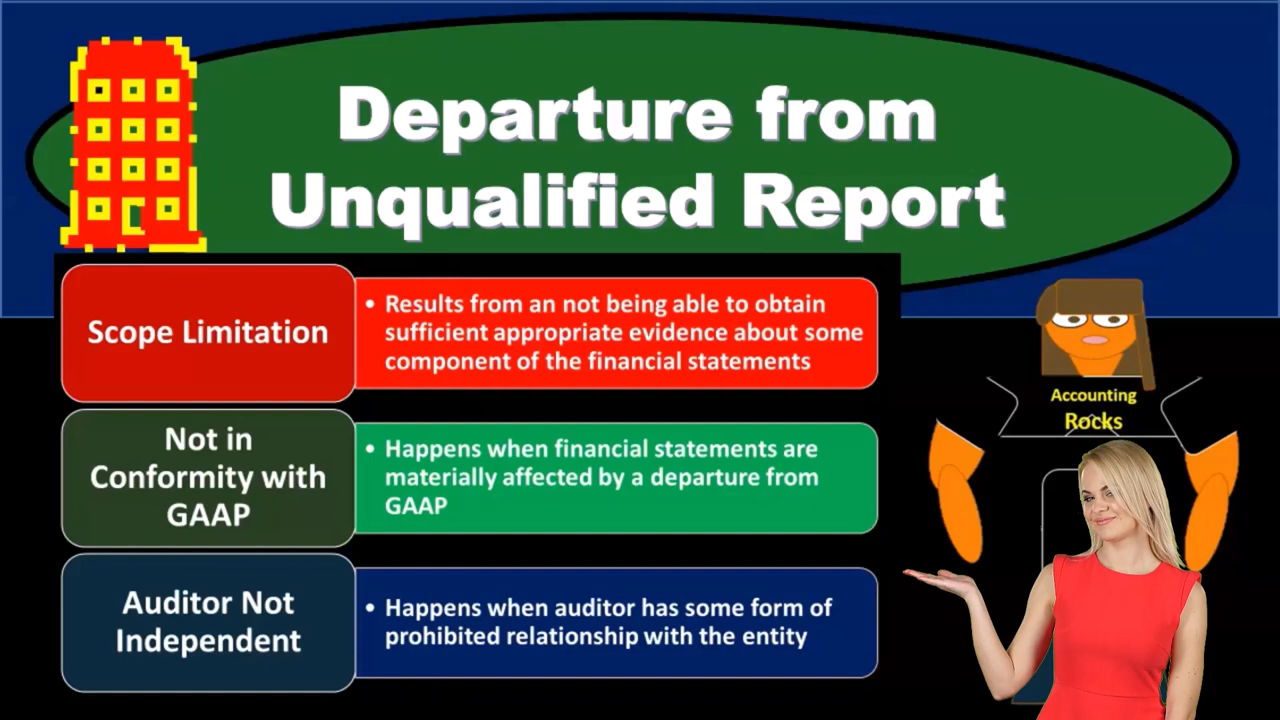 Departure from
Unqualified Report
Scope Limitation
• Results from an not being able to obtain
sufficient appropriate evidence about some
component of the financial statements
Not in
Conformity with
GAAP
• Happens when financial statements are
materially affected by a departure from
GAAP
Auditor Not
Independent
• Happens when auditor has some form of
prohibited relationship with the entity
Accounting
Rocks